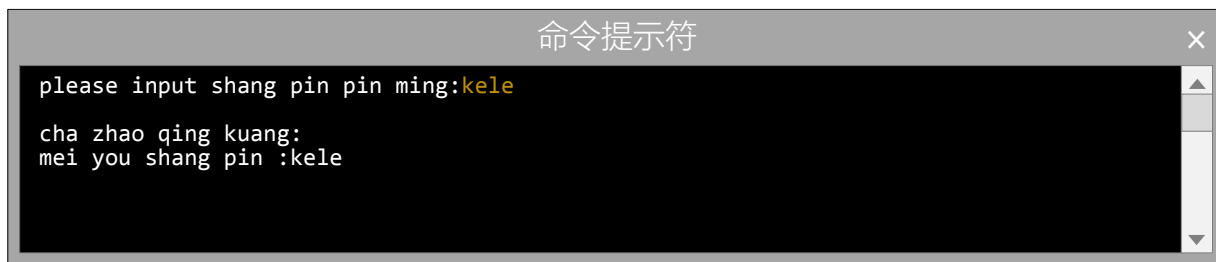 命令提示符
please input shang pin pin ming:kele
cha zhao qing kuang:
mei you shang pin :kele